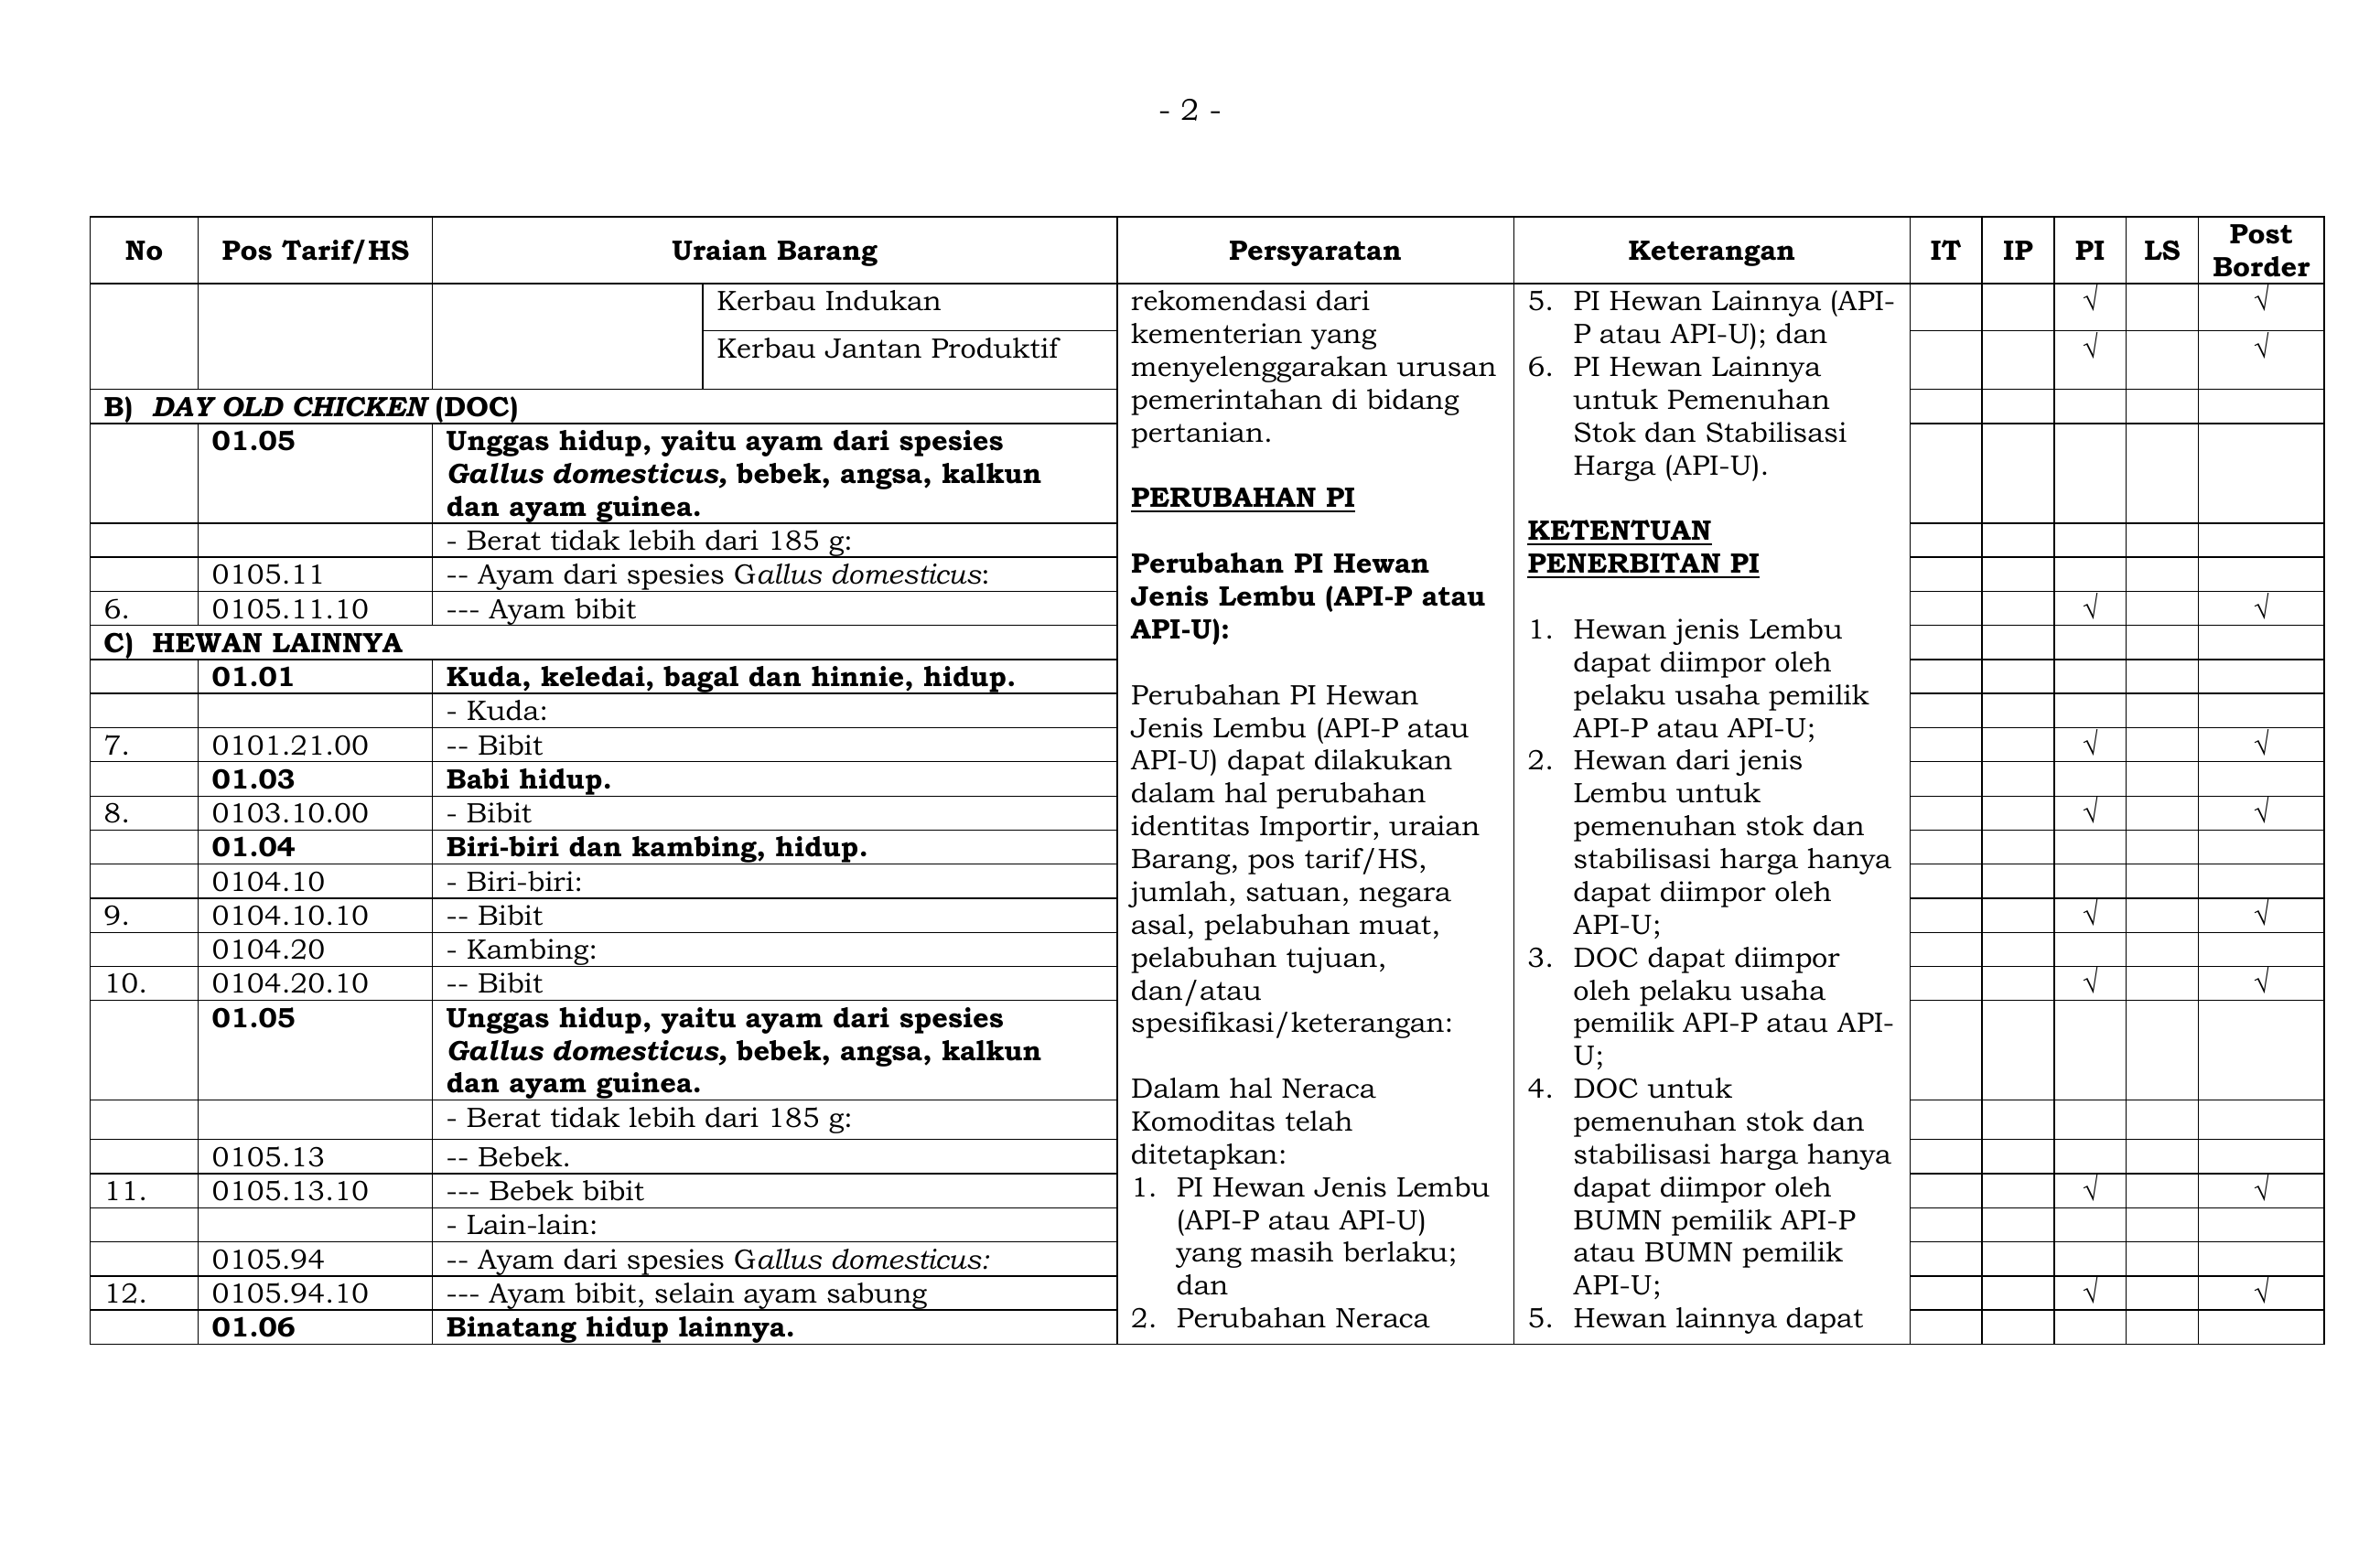 - 2 -
No Pos Tarif/HS Uraian Barang Persyaratan Keterangan IT IP PI LS Post Border
Kerbau Indukan √ √
Kerbau Jantan Produktif √ √
B) DAY OLD CHICKEN (DOC)
01.05 Unggas hidup, yaitu ayam dari spesies
Gallus domesticus, bebek, angsa, kalkun
dan ayam guinea.
- Berat tidak lebih dari 185 g:
0105.11 -- Ayam dari spesies Gallus domesticus:
6. 0105.11.10 --- Ayam bibit √ √
C) HEWAN LAINNYA
01.01 Kuda, keledai, bagal dan hinnie, hidup.
- Kuda:
7. 0101.21.00 -- Bibit √ √
01.03 Babi hidup.
8. 0103.10.00 - Bibit √ √
01.04 Biri-biri dan kambing, hidup.
0104.10 - Biri-biri:
9. 0104.10.10 -- Bibit √ √
0104.20 - Kambing:
10. 0104.20.10 -- Bibit √ √
01.05 Unggas hidup, yaitu ayam dari spesies
Gallus domesticus, bebek, angsa, kalkun
dan ayam guinea.
- Berat tidak lebih dari 185 g:
0105.13 -- Bebek.
11. 0105.13.10 --- Bebek bibit √ √
- Lain-lain:
0105.94 -- Ayam dari spesies Gallus domesticus:
12. 0105.94.10 --- Ayam bibit, selain ayam sabung √ √
01.06 Binatang hidup lainnya.
rekomendasi dari
kementerian yang
menyelenggarakan urusan
pemerintahan di bidang
pertanian.
PERUBAHAN PI
Perubahan PI Hewan
Jenis Lembu (API-P atau
API-U):
Perubahan PI Hewan
Jenis Lembu (API-P atau
API-U) dapat dilakukan
dalam hal perubahan
identitas Importir, uraian
Barang, pos tarif/HS,
jumlah, satuan, negara
asal, pelabuhan muat,
pelabuhan tujuan,
dan/atau
spesifikasi/keterangan:
Dalam hal Neraca
Komoditas telah
ditetapkan:
1. PI Hewan Jenis Lembu
(API-P atau API-U)
yang masih berlaku;
dan
2. Perubahan Neraca
5. PI Hewan Lainnya (API-
P atau API-U); dan
6. PI Hewan Lainnya
untuk Pemenuhan
Stok dan Stabilisasi
Harga (API-U).
KETENTUAN
PENERBITAN PI
1. Hewan jenis Lembu
dapat diimpor oleh
pelaku usaha pemilik
API-P atau API-U;
2. Hewan dari jenis
Lembu untuk
pemenuhan stok dan
stabilisasi harga hanya
dapat diimpor oleh
API-U;
3. DOC dapat diimpor
oleh pelaku usaha
pemilik API-P atau API-
U;
4. DOC untuk
pemenuhan stok dan
stabilisasi harga hanya
dapat diimpor oleh
BUMN pemilik API-P
atau BUMN pemilik
API-U;
5. Hewan lainnya dapat